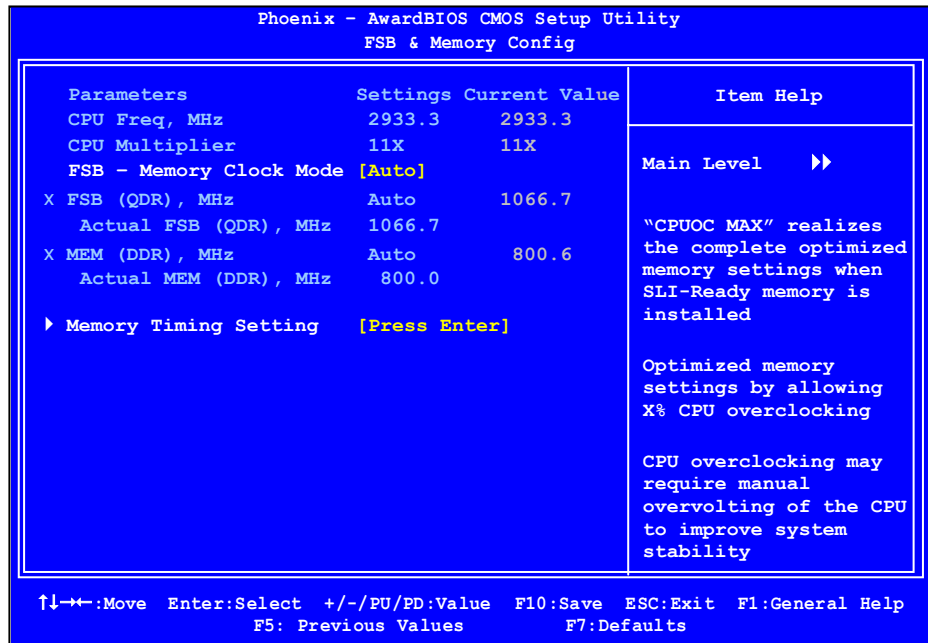 Phoenix – AwardBIOS CMOS Setup Utility
FSB & Memory Config
Parameters Settings Current Value
CPU Freq, MHz 2933.3 2933.3
CPU Multiplier 11X 11X
FSB – Memory Clock Mode [Auto]
X FSB (QDR), MHz Auto 1066.7
Actual FSB (QDR), MHz 1066.7
X MEM (DDR), MHz Auto 800.6
Actual MEM (DDR), MHz 800.0
Memory Timing Setting [Press Enter]
Item Help
Main Level
“CPUOC MAX” realizes
the complete optimized
memory settings when
SLI-Ready memory is
installed
Optimized memory
settings by allowing
X% CPU overclocking
CPU overclocking may
require manual
overvolting of the CPU
to improve system
stability
↑↓→←:Move Enter:Select +/-/PU/PD:Value F10:Save ESC:Exit F1:General Help
F5: Previous Values F7:Defaults